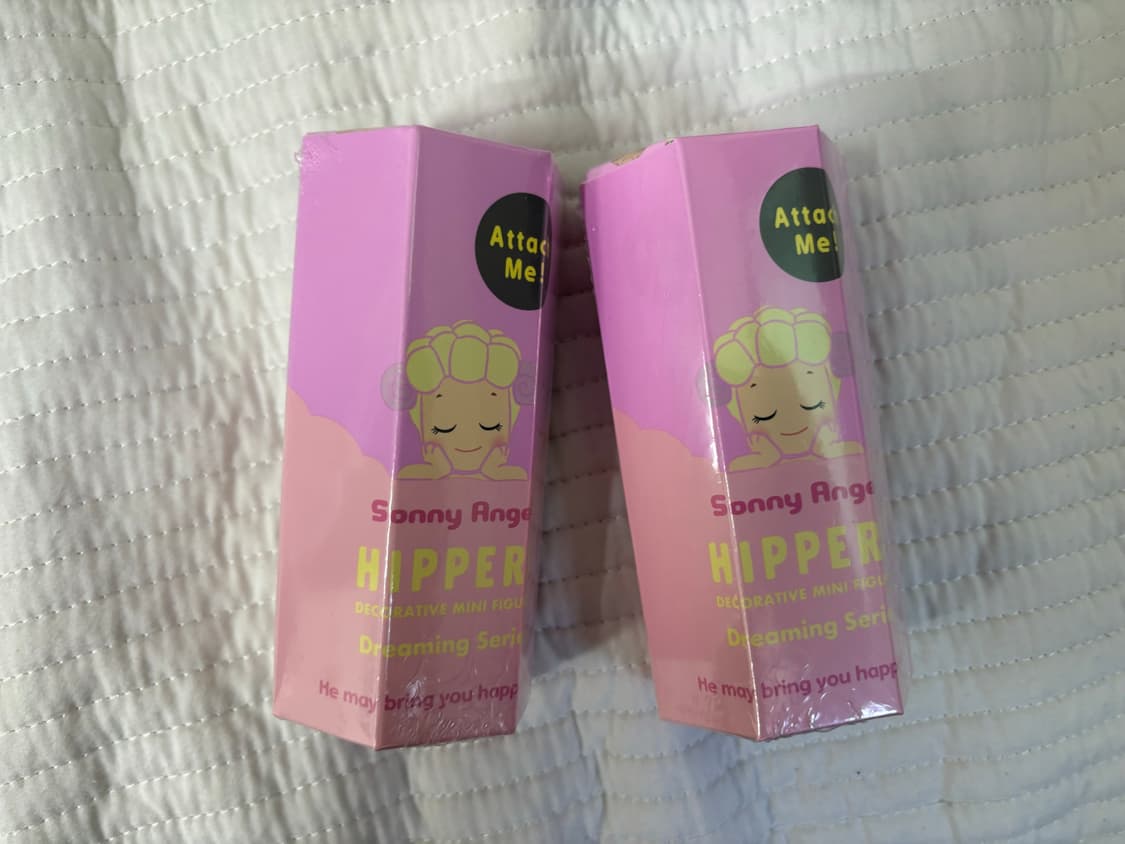 Attac
Me!
Sonny Ange
HIPPER
DECORATIVE MINI FIGU
Dreaming Serie
He may bring you happ
Attac
Me!
Sonny Ange
HIPPER
DECORATIVE MINI FIGU
Dreaming Seri
He may bring you happ